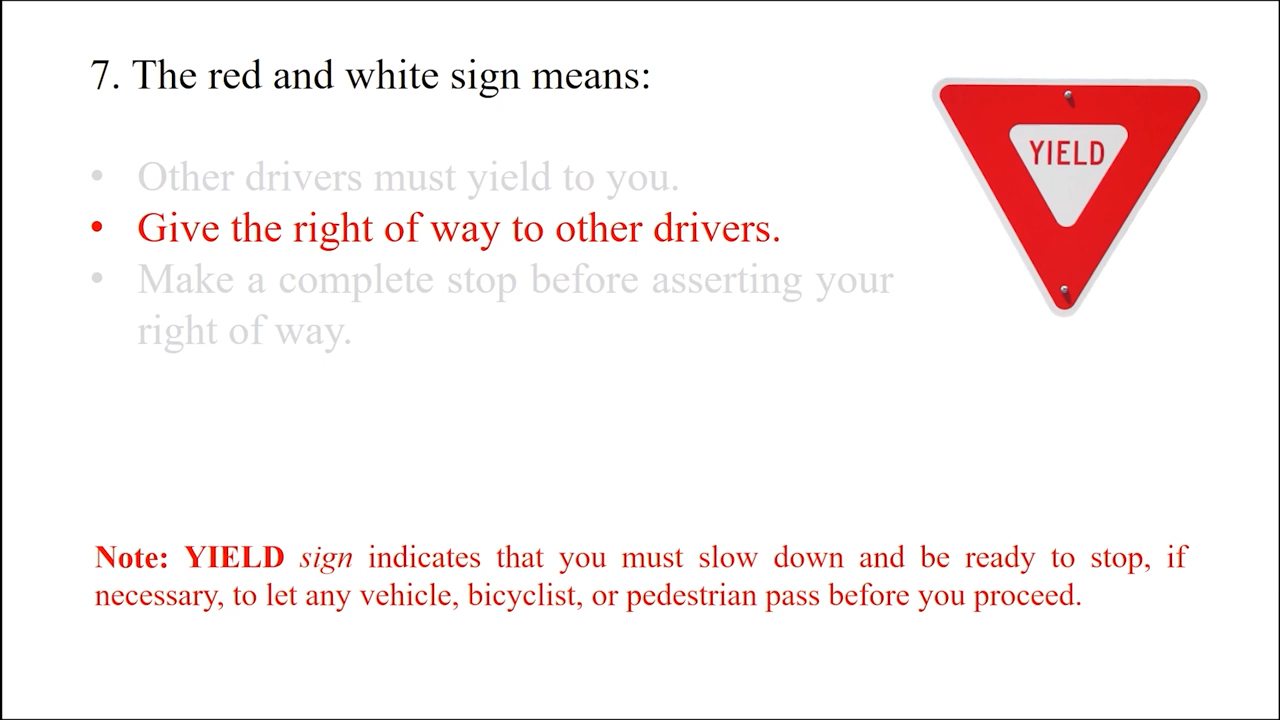 7. The red and white sign means:
YIELD
• Other drivers must yield to you.
• Give the right of way to other drivers.
• Make a complete stop before asserting your
right of way.
Note: YIELD sign indicates that you must slow down and be ready to stop, if
necessary, to let any vehicle, bicyclist, or pedestrian pass before you proceed.